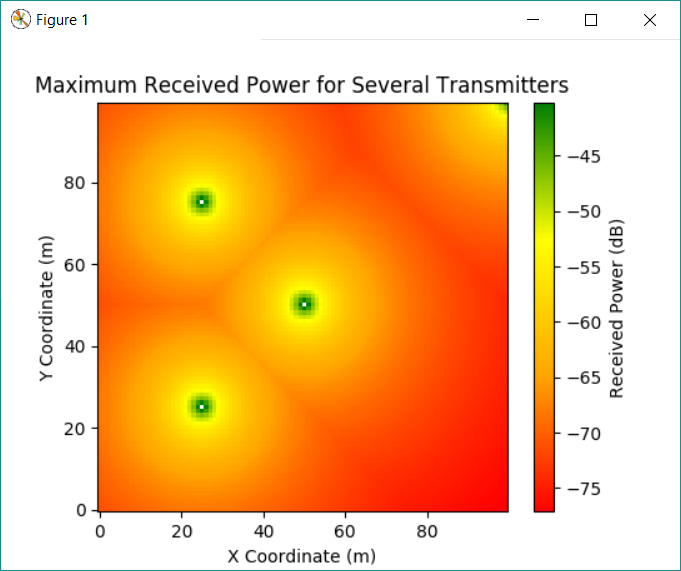 Figure 1
Maximum Received Power for Several Transmitters
80
60
40
20
0
Y Coordinate (m)
0 20 40 60 80
X Coordinate (m)
−45
−50
−55
−60
−65
−70
−75
Received Power (dB)